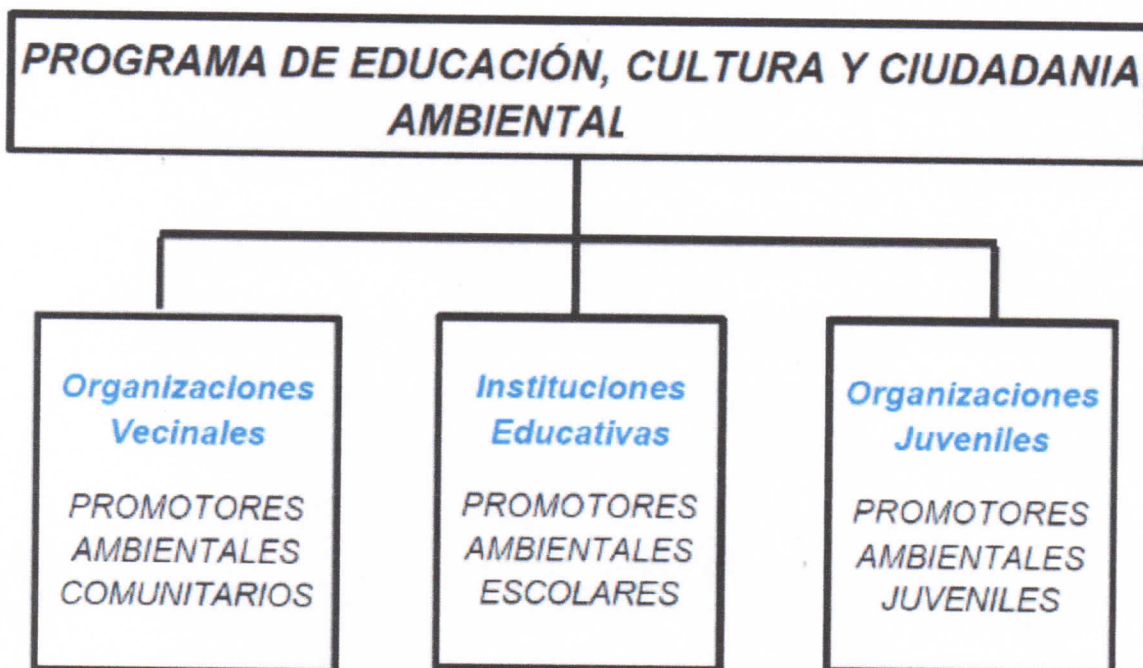 PROGRAMA DE EDUCACIÓN, CULTURA Y CIUDADANIA
AMBIENTAL
Organizaciones
Vecinales
PROMOTORES
AMBIENTALES
COMUNITARIOS
Instituciones
Educativas
PROMOTORES
AMBIENTALES
ESCOLARES
Organizaciones
Juveniles
PROMOTORES
AMBIENTALES
JUVENILES